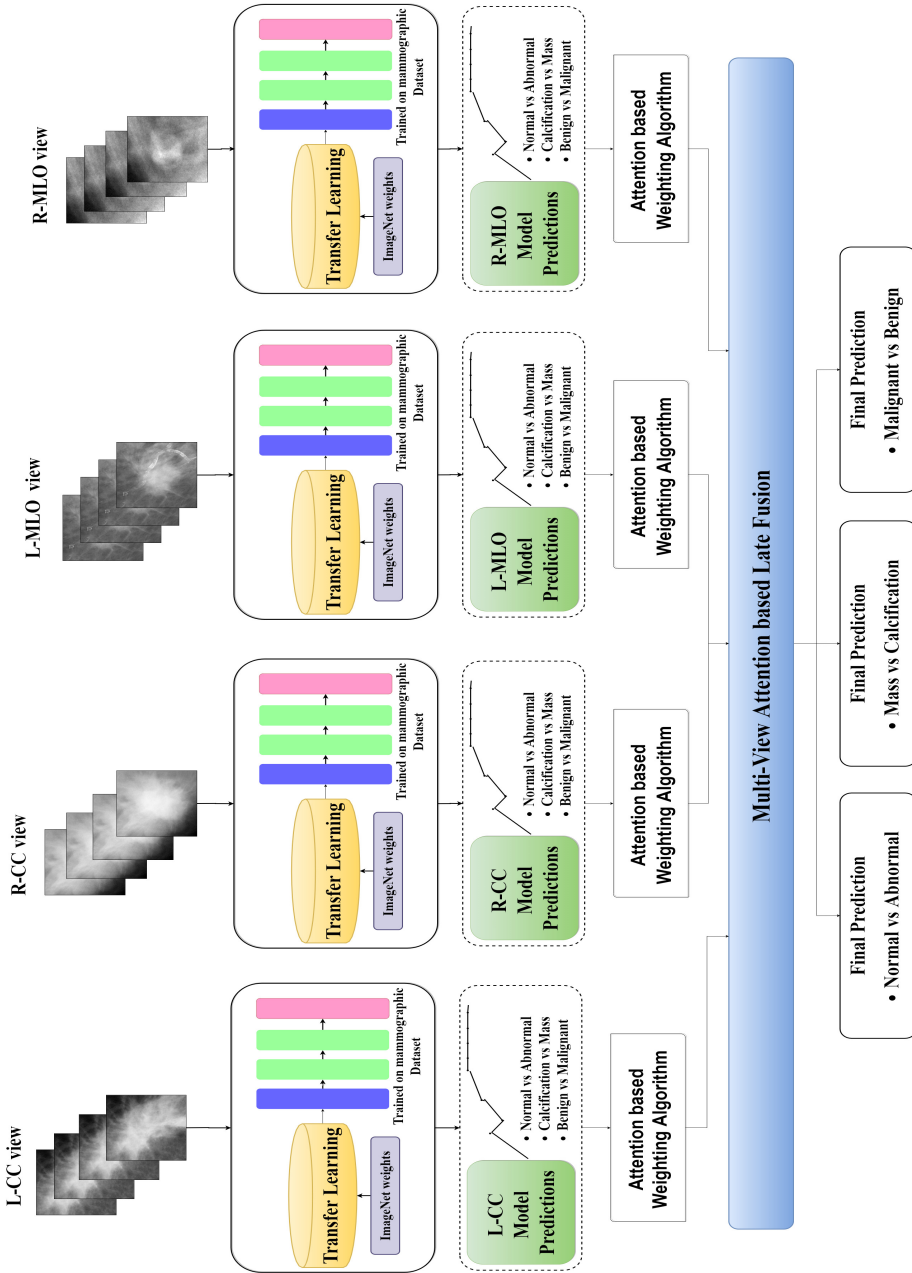 L-CC view
R-CC view
L-MLO view
R-MLO view
Transfer Learning
ImageNet weights
Trained on mammographic
Dataset
Transfer Learning
ImageNet weights
Trained on mammographic
Dataset
Transfer Learning
ImageNet weights
Trained on mammographic
Dataset
Transfer Learning
ImageNet weights
Trained on mammographic
Dataset
L-CC
Model
Predictions
• Normal vs Abnormal
• Calcification vs Mass
• Benign vs Malignant
R-CC
Model
Predictions
• Normal vs Abnormal
• Calcification vs Mass
• Benign vs Malignant
L-MLO
Model
Predictions
• Normal vs Abnormal
• Calcification vs Mass
• Benign vs Malignant
R-MLO
Model
Predictions
• Normal vs Abnormal
• Calcification vs Mass
• Benign vs Malignant
Attention based
Weighting Algorithm
Attention based
Weighting Algorithm
Attention based
Weighting Algorithm
Attention based
Weighting Algorithm
Multi-View Attention based Late Fusion
Final Prediction
• Normal vs Abnormal
Final Prediction
• Mass vs Calcification
Final Prediction
• Malignant vs Benign